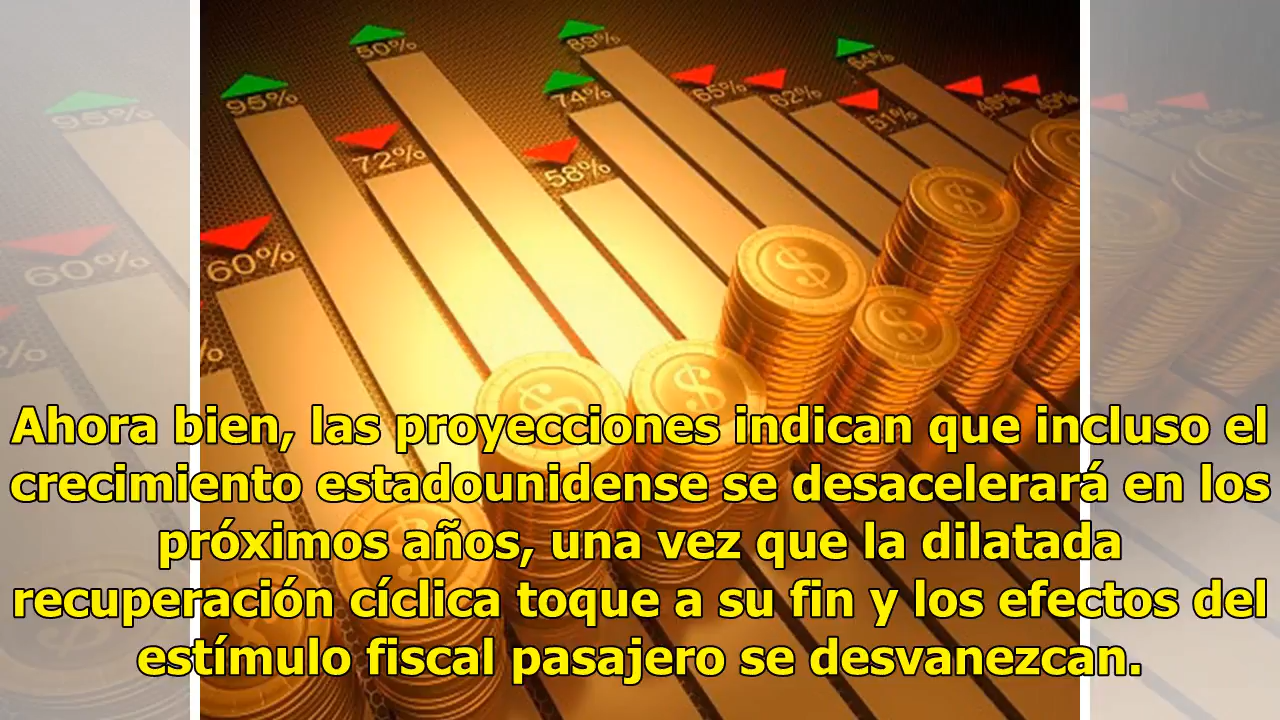 50%
89%
64%
95%
74%
65%
62%
72%
58%
51%
60%
60%
95%
Ahora bien, las proyecciones indican que incluso el
crecimiento estadounidense se desacelerará en los
próximos años, una vez que la dilatada
recuperación cíclica toque a su fin y los efectos del
estímulo fiscal pasajero se desvanezcan.